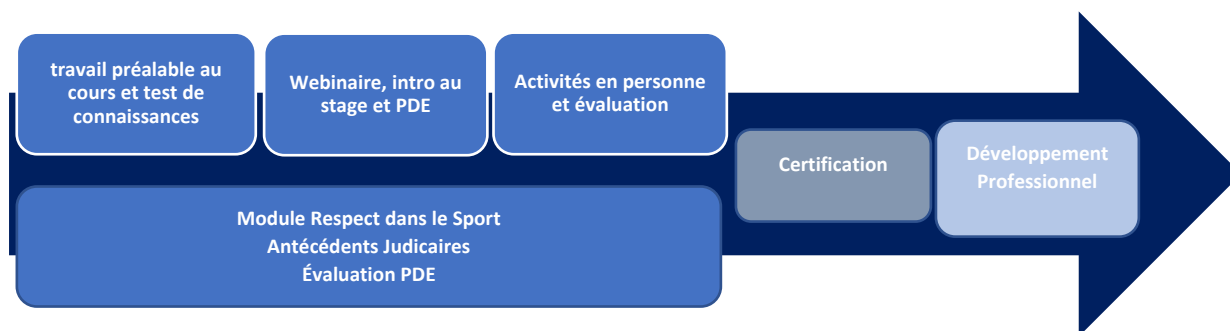 travail préalable au
cours et test de
connaissances
Webinaire, intro au
stage et PDE
Activités en personne
et évaluation
Certification
Développement
Professionnel
Module Respect dans le Sport
Antécédents Judicaires
Évaluation PDE